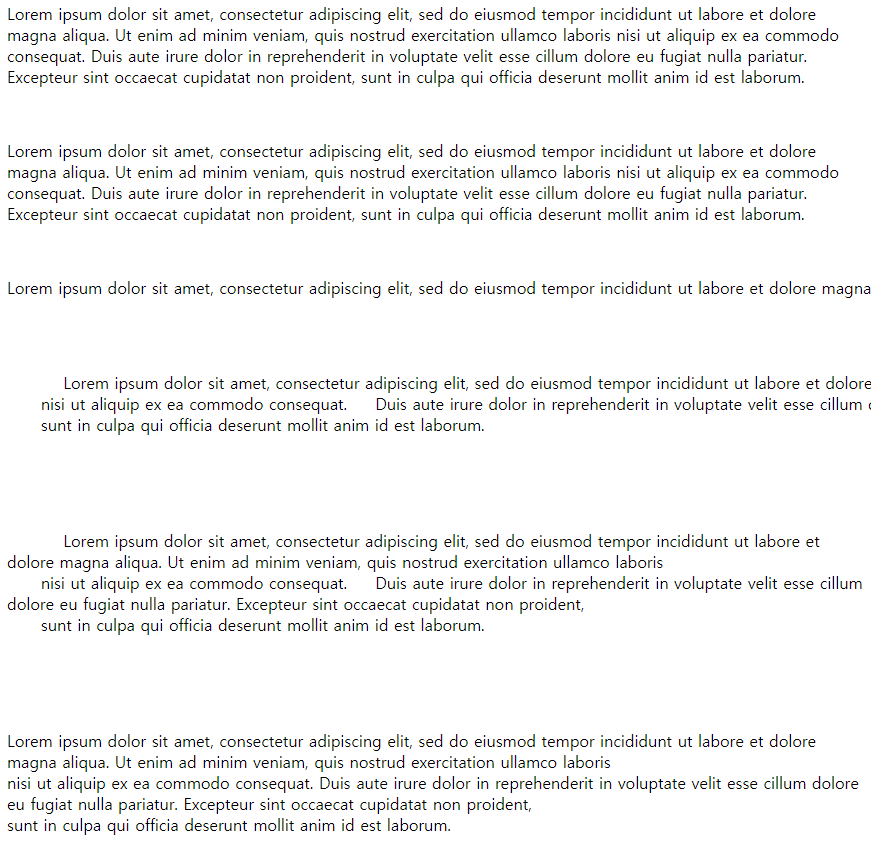 Lorem ipsum dolor sit amet, consectetur adipiscing elit, sed do eiusmod tempor incididunt ut labore et dolore
magna aliqua. Ut enim ad minim veniam, quis nostrud exercitation ullamco laboris nisi ut aliquip ex ea commodo
consequat. Duis aute irure dolor in reprehenderit in voluptate velit esse cillum dolore eu fugiat nulla pariatur.
Excepteur sint occaecat cupidatat non proident, sunt in culpa qui officia deserunt mollit anim id est laborum.
Lorem ipsum dolor sit amet, consectetur adipiscing elit, sed do eiusmod tempor incididunt ut labore et dolore
magna aliqua. Ut enim ad minim veniam, quis nostrud exercitation ullamco laboris nisi ut aliquip ex ea commodo
consequat. Duis aute irure dolor in reprehenderit in voluptate velit esse cillum dolore eu fugiat nulla pariatur.
Excepteur sint occaecat cupidatat non proident, sunt in culpa qui officia deserunt mollit anim id est laborum.
Lorem ipsum dolor sit amet, consectetur adipiscing elit, sed do eiusmod tempor incididunt ut labore et dolore magna
Lorem ipsum dolor sit amet, consectetur adipiscing elit, sed do eiusmod tempor incididunt ut labore et dolore
nisi ut aliquip ex ea commodo consequat. Duis aute irure dolor in reprehenderit in voluptate velit esse cillum
sunt in culpa qui officia deserunt mollit anim id est laborum.
Lorem ipsum dolor sit amet, consectetur adipiscing elit, sed do eiusmod tempor incididunt ut labore et
dolore magna aliqua. Ut enim ad minim veniam, quis nostrud exercitation ullamco laboris
nisi ut aliquip ex ea commodo consequat. Duis aute irure dolor in reprehenderit in voluptate velit esse cillum
dolore eu fugiat nulla pariatur. Excepteur sint occaecat cupidatat non proident,
sunt in culpa qui officia deserunt mollit anim id est laborum.
Lorem ipsum dolor sit amet, consectetur adipiscing elit, sed do eiusmod tempor incididunt ut labore et dolore
magna aliqua. Ut enim ad minim veniam, quis nostrud exercitation ullamco laboris
nisi ut aliquip ex ea commodo consequat. Duis aute irure dolor in reprehenderit in voluptate velit esse cillum dolore
eu fugiat nulla pariatur. Excepteur sint occaecat cupidatat non proident,
sunt in culpa qui officia deserunt mollit anim id est laborum.